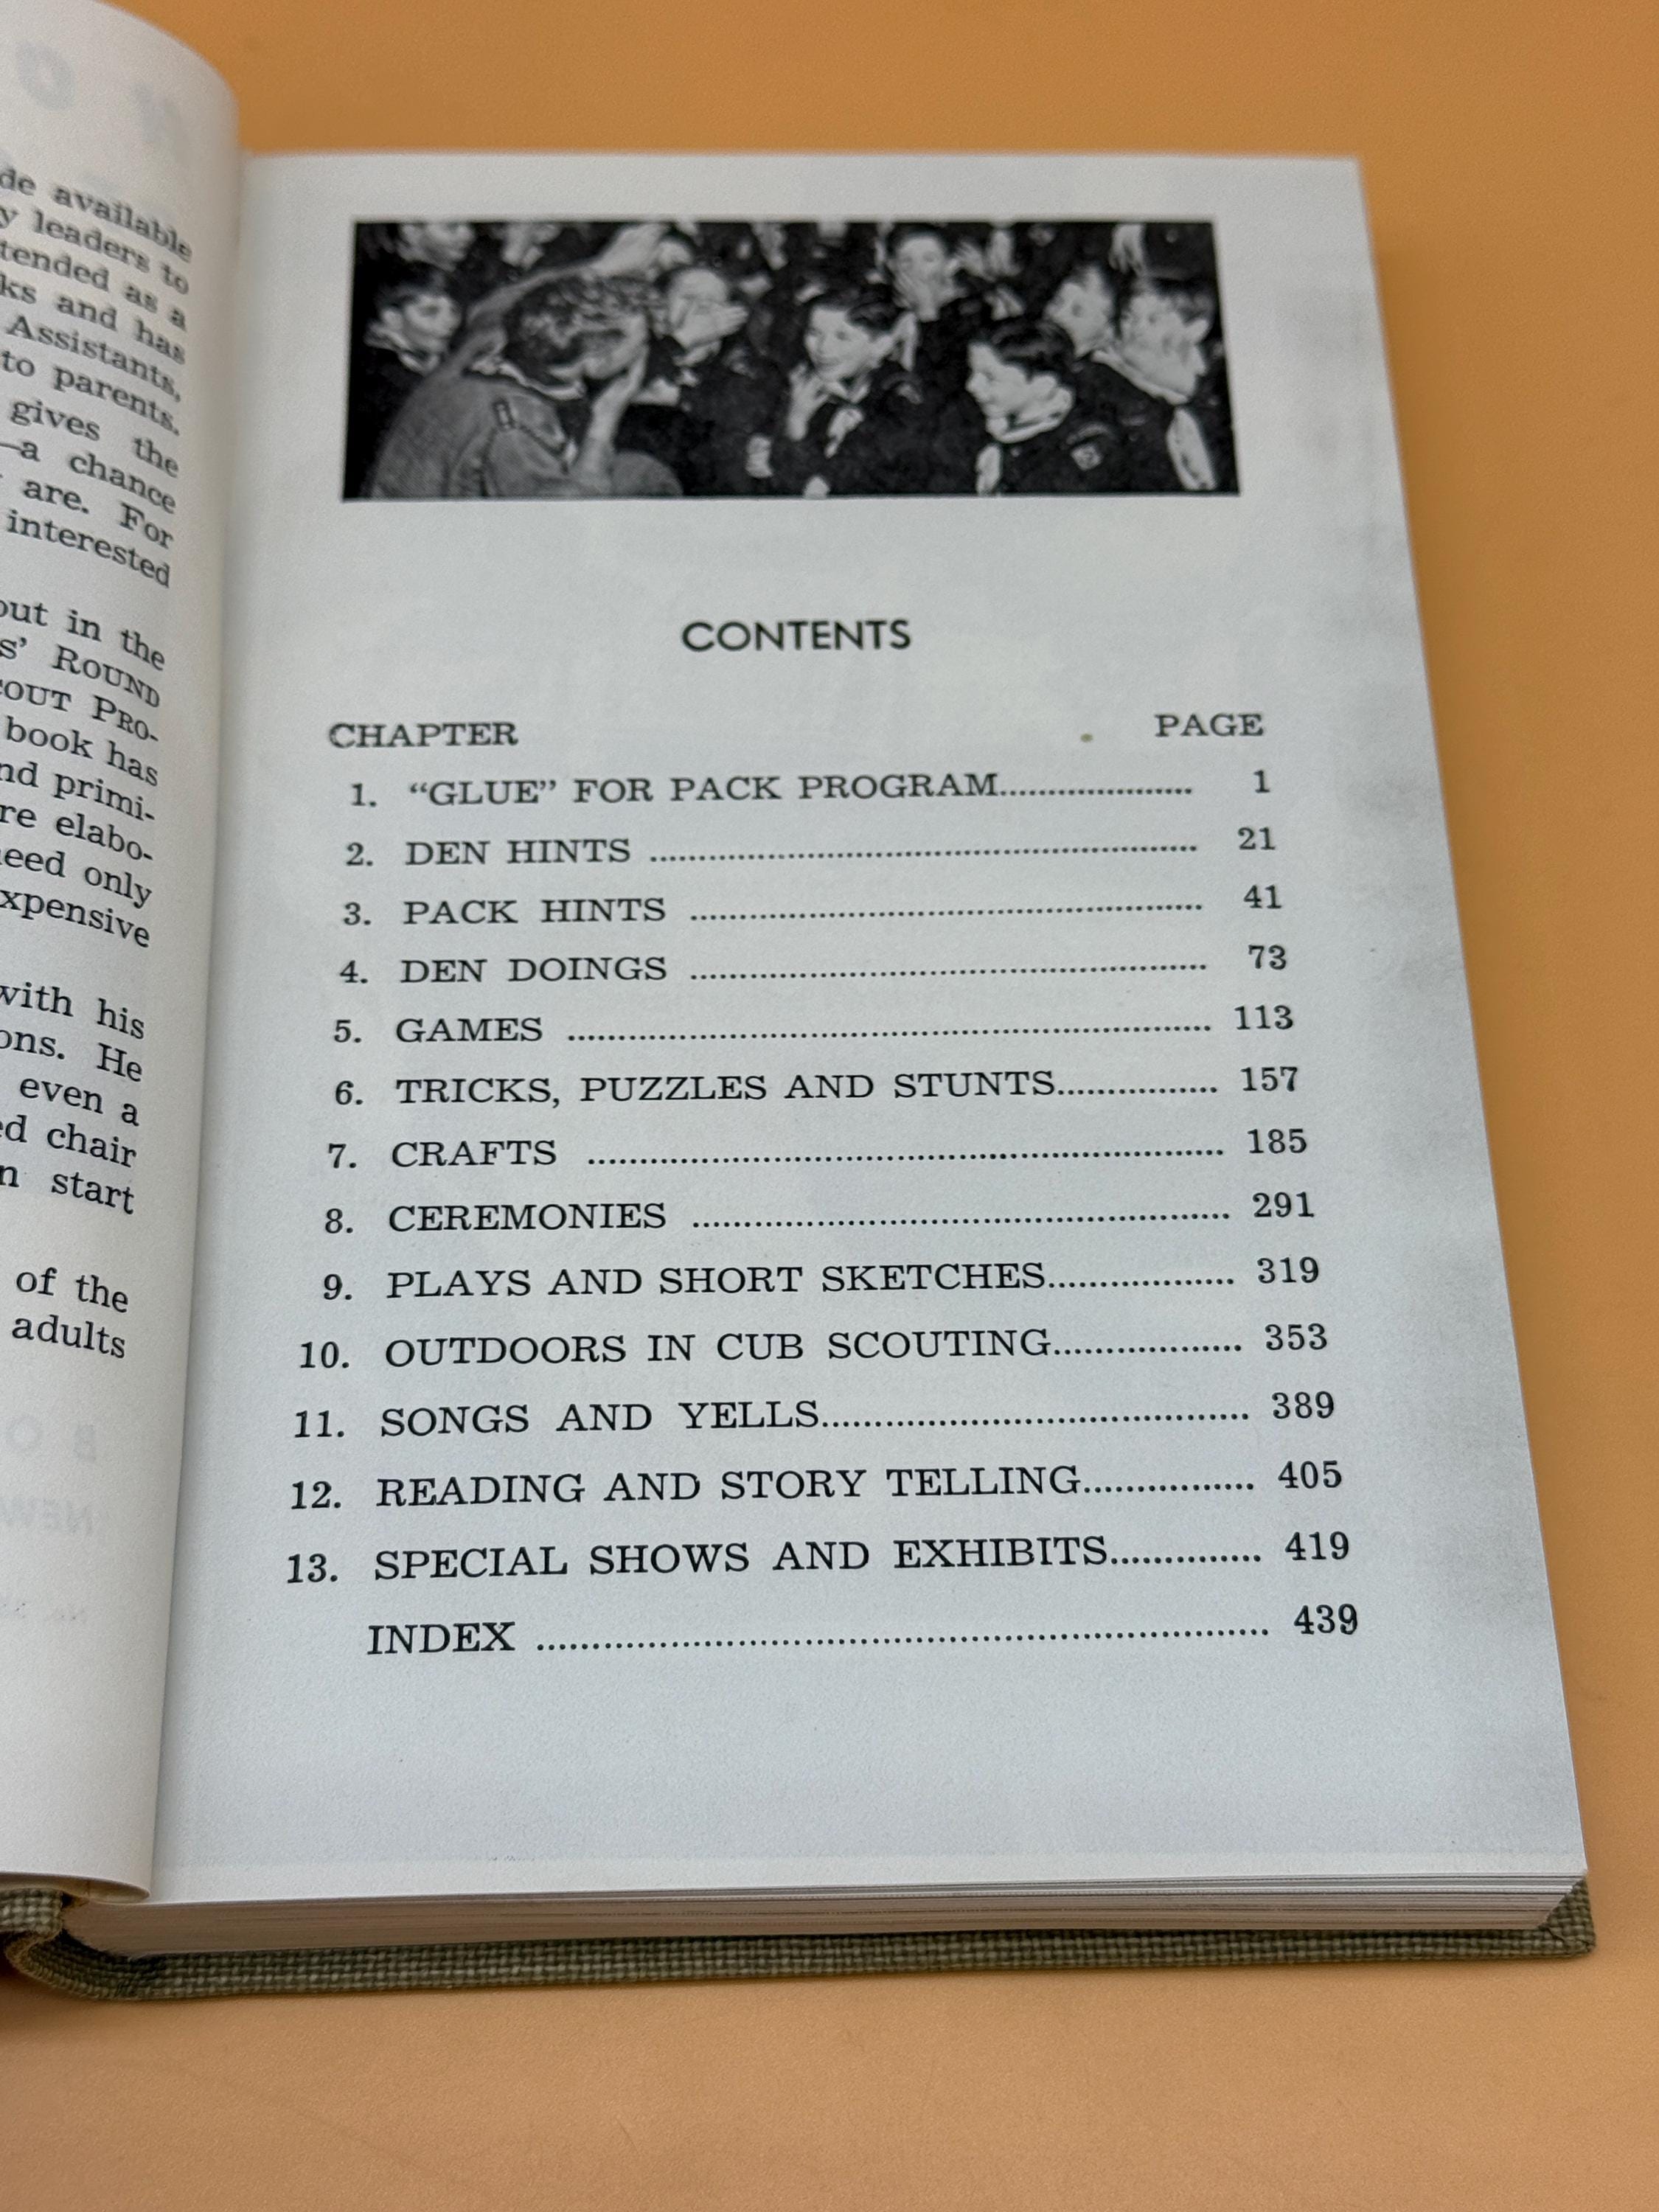 de available
y leaders to
tended as a
ks and has
Assistants,
to parents.
gives the
—a chance
are. For
interested
out in the
s' ROUND
COUT PRO-
book has
nd primi-
re elabo-
need only
xpensive
with his
ons. He
even a
ed chair
n start
of the
adults
CONTENTS
CHAPTER PAGE
1. “GLUE” FOR PACK PROGRAM.................... 1
2. DEN HINTS ........................................................ 21
3. PACK HINTS .................................................... 41
4. DEN DOINGS .................................................... 73
5. GAMES ................................................................ 113
6. TRICKS, PUZZLES AND STUNTS................ 157
7. CRAFTS .............................................................. 185
8. CEREMONIES .................................................... 291
9. PLAYS AND SHORT SKETCHES.................. 319
10. OUTDOORS IN CUB SCOUTING.................. 353
11. SONGS AND YELLS........................................ 389
12. READING AND STORY TELLING................ 405
13. SPECIAL SHOWS AND EXHIBITS.............. 419
INDEX .................................................................... 439